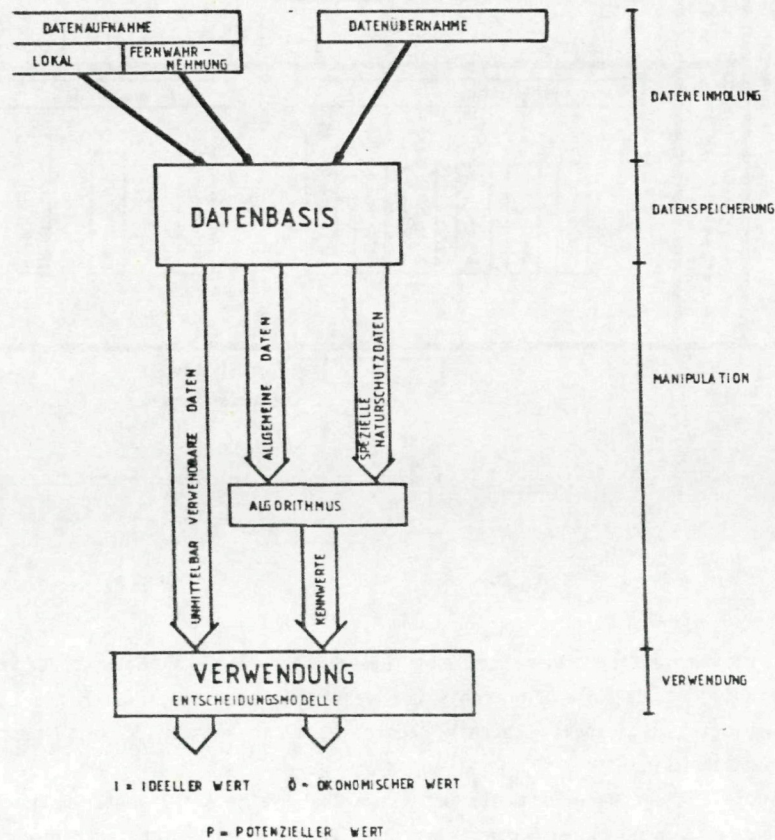 DATENAUFNAHME
LOKAL
FERNWAHR-
NEHMUNG
DATENÜBERNAHME
DATENEINHOLUNG
DATENBASIS
DATENSPEICHERUNG
UNMITTELBAR VERWENDBARE DATEN
ALLGEMEINE DATEN
SPEZIELLE
NATURSCHUTZDATEN
MANIPULATION
ALGORITHMUS
KENNWERTE
VERWENDUNG
ENTSCHEIDUNGSMODELLE
VERWENDUNG
I = IDEELLER WERT Ö = ÖKONOMISCHER WERT
P = POTENZIELLER WERT